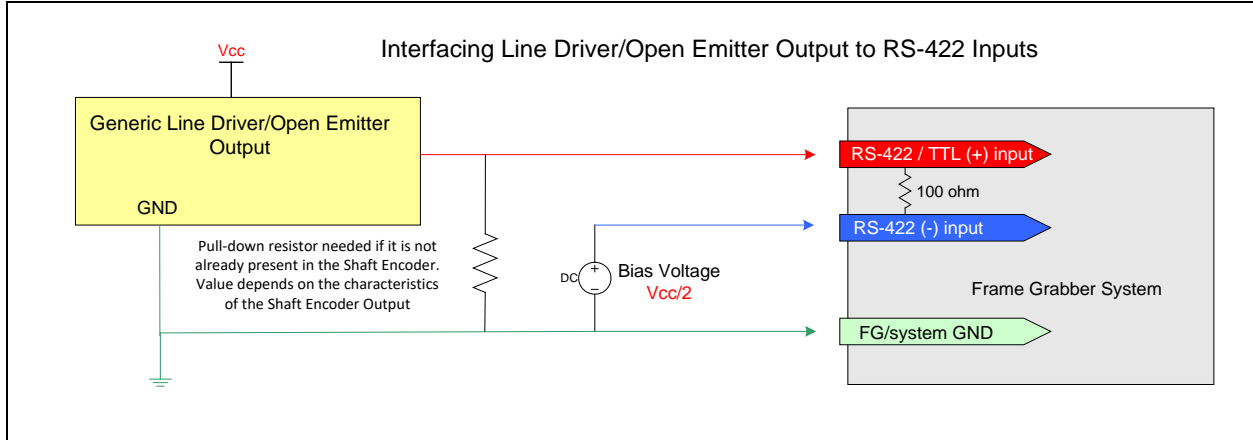 Interfacing Line Driver/Open Emitter Output to RS-422 Inputs
Vcc
Generic Line Driver/Open Emitter
Output
GND
Pull-down resistor needed if it is not
already present in the Shaft Encoder.
Value depends on the characteristics
of the Shaft Encoder Output
DC
+
−
Bias Voltage
Vcc/2
RS-422 / TTL (+) input
100 ohm
RS-422 (-) input
Frame Grabber System
FG/system GND